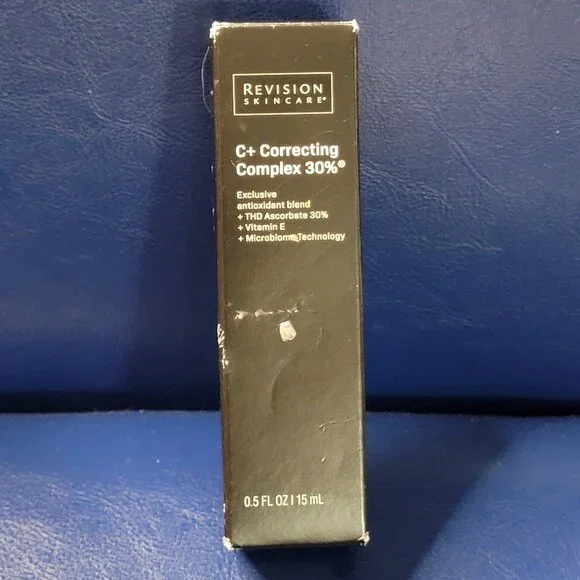 REVISION
SKINCARE®
C+ Correcting
Complex 30%®
Exclusive
antioxidant blend
+ THD Ascorbate 30%
+ Vitamin E
+ Microbiome Technology
0.5 FL OZ | 15 mL